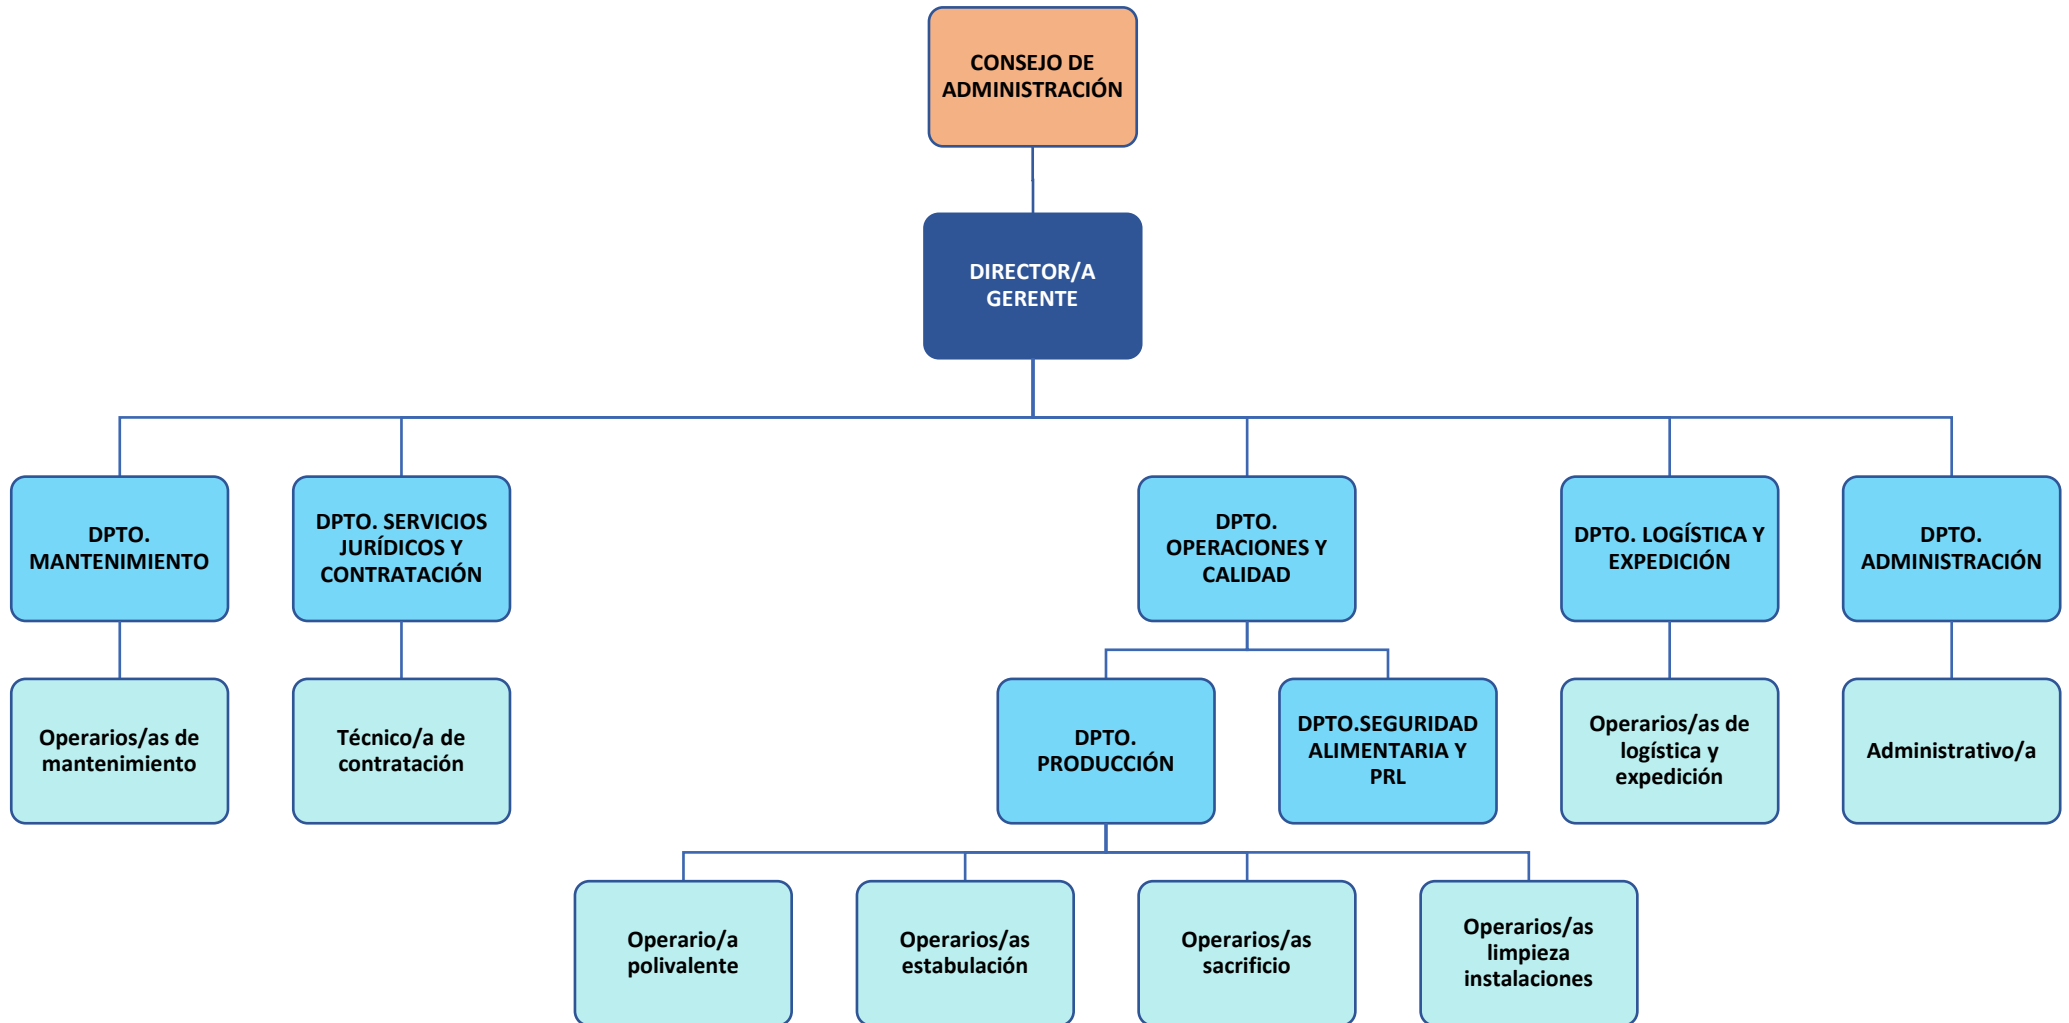 CONSEJO DE
ADMINISTRACIÓN
DIRECTOR/A
GERENTE
DPTO.
MANTENIMIENTO
DPTO. SERVICIOS
JURÍDICOS Y
CONTRATACIÓN
DPTO.
OPERACIONES Y
CALIDAD
DPTO. LOGÍSTICA Y
EXPEDICIÓN
DPTO.
ADMINISTRACIÓN
Operarios/as de
mantenimiento
Técnico/a de
contratación
DPTO.
PRODUCCIÓN
DPTO.SEGURIDAD
ALIMENTARIA Y
PRL
Operarios/as de
logística y
expedición
Administrativo/a
Operario/a
polivalente
Operarios/as
estabulación
Operarios/as
sacrificio
Operarios/as
limpieza
instalaciones